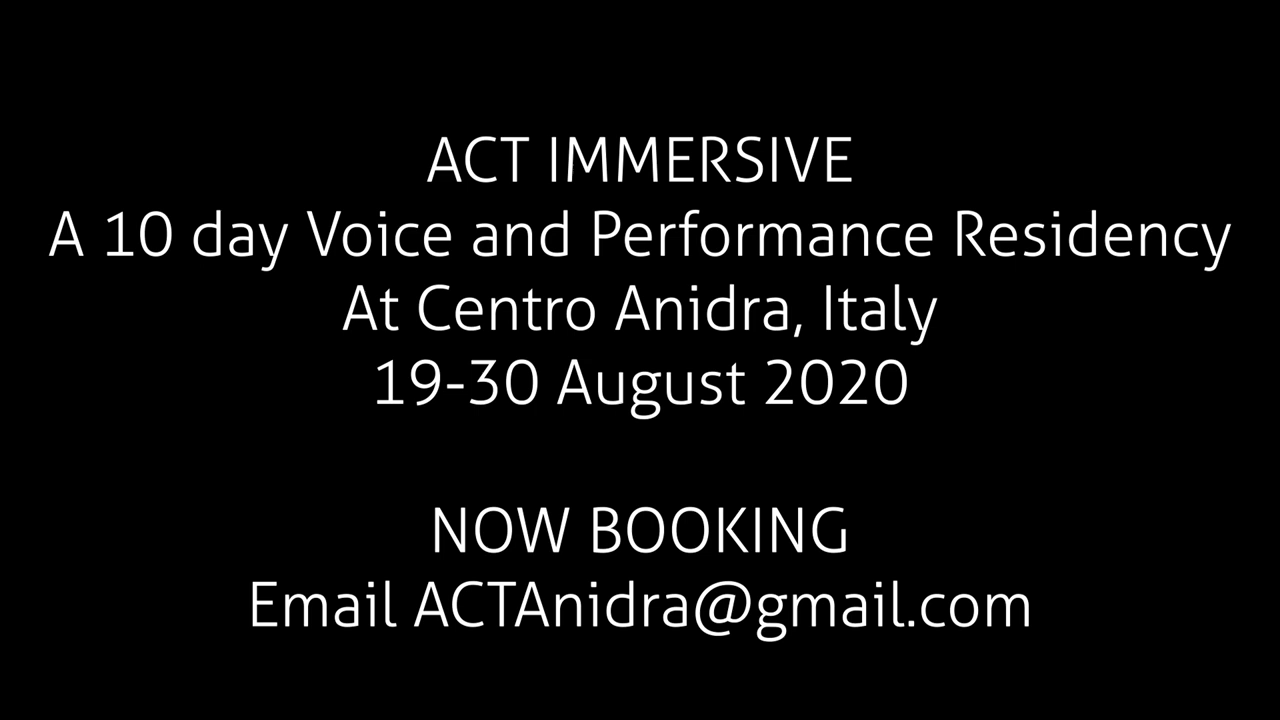 ACT IMMERSIVE
A 10 day Voice and Performance Residency
At Centro Anidra, Italy
19-30 August 2020
NOW BOOKING
Email ACTAnidra@gmail.com